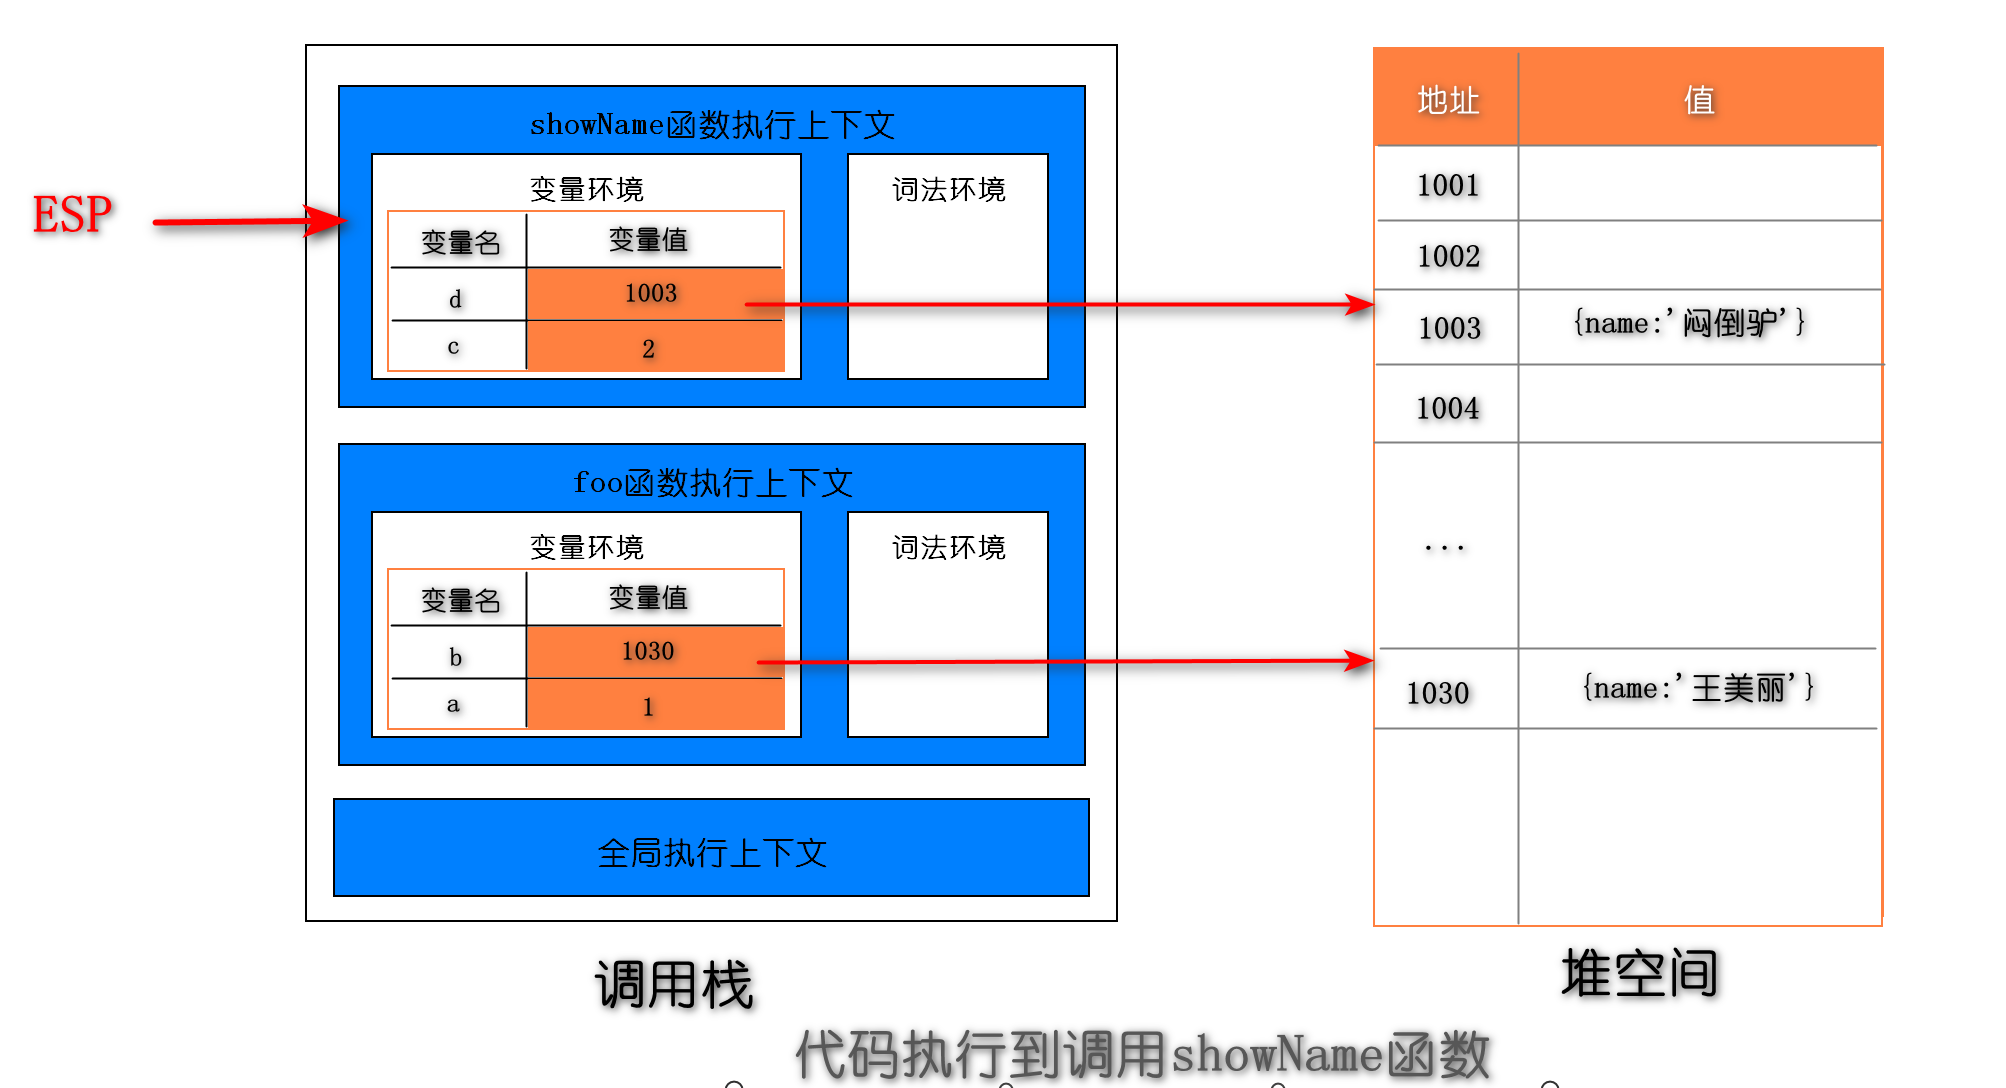 ESP
showName函数执行上下文
变量环境
词法环境
变量名 变量值
d 1003
c 2
foo函数执行上下文
变量环境
词法环境
变量名 变量值
b 1030
a 1
全局执行上下文
调用栈
地址 值
1001
1002
1003 {name:'闷倒驴'}
1004
...
1030 {name:'王美丽'}
堆空间
代码执行到调用showName函数